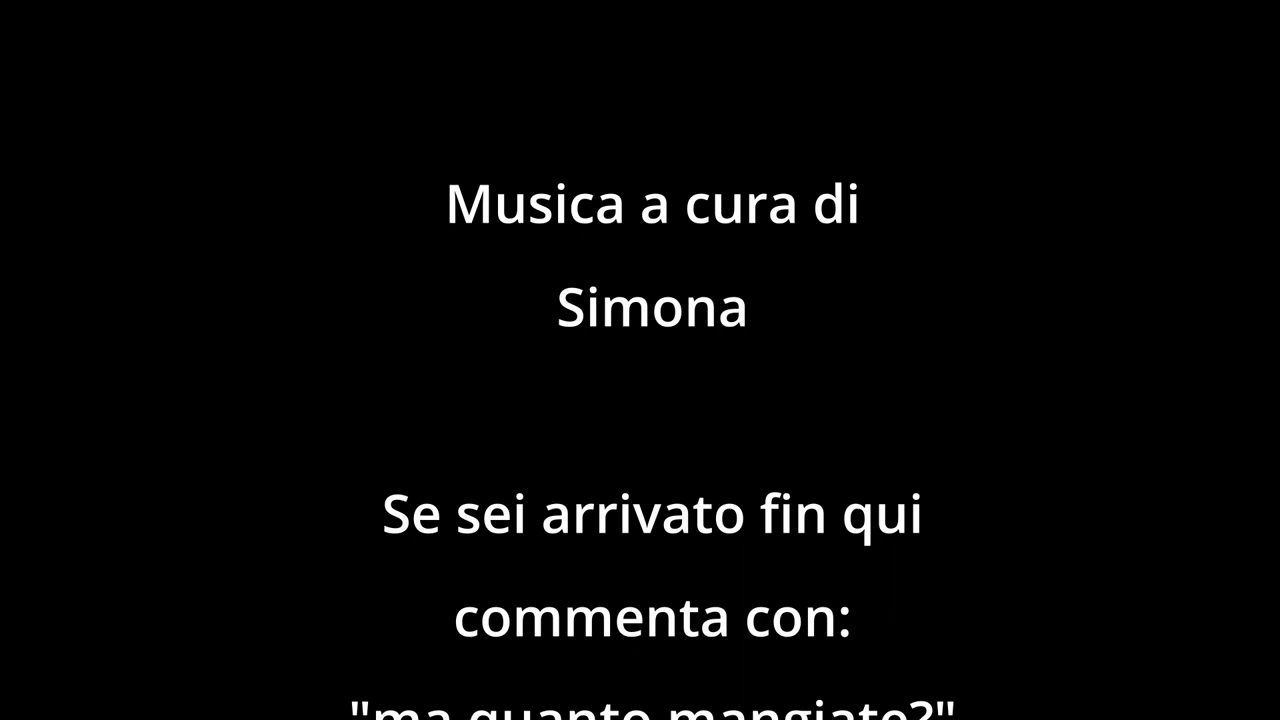 Musica a cura di
Simona
Se sei arrivato fin qui
commenta con:
"ma quanto mangiate?"